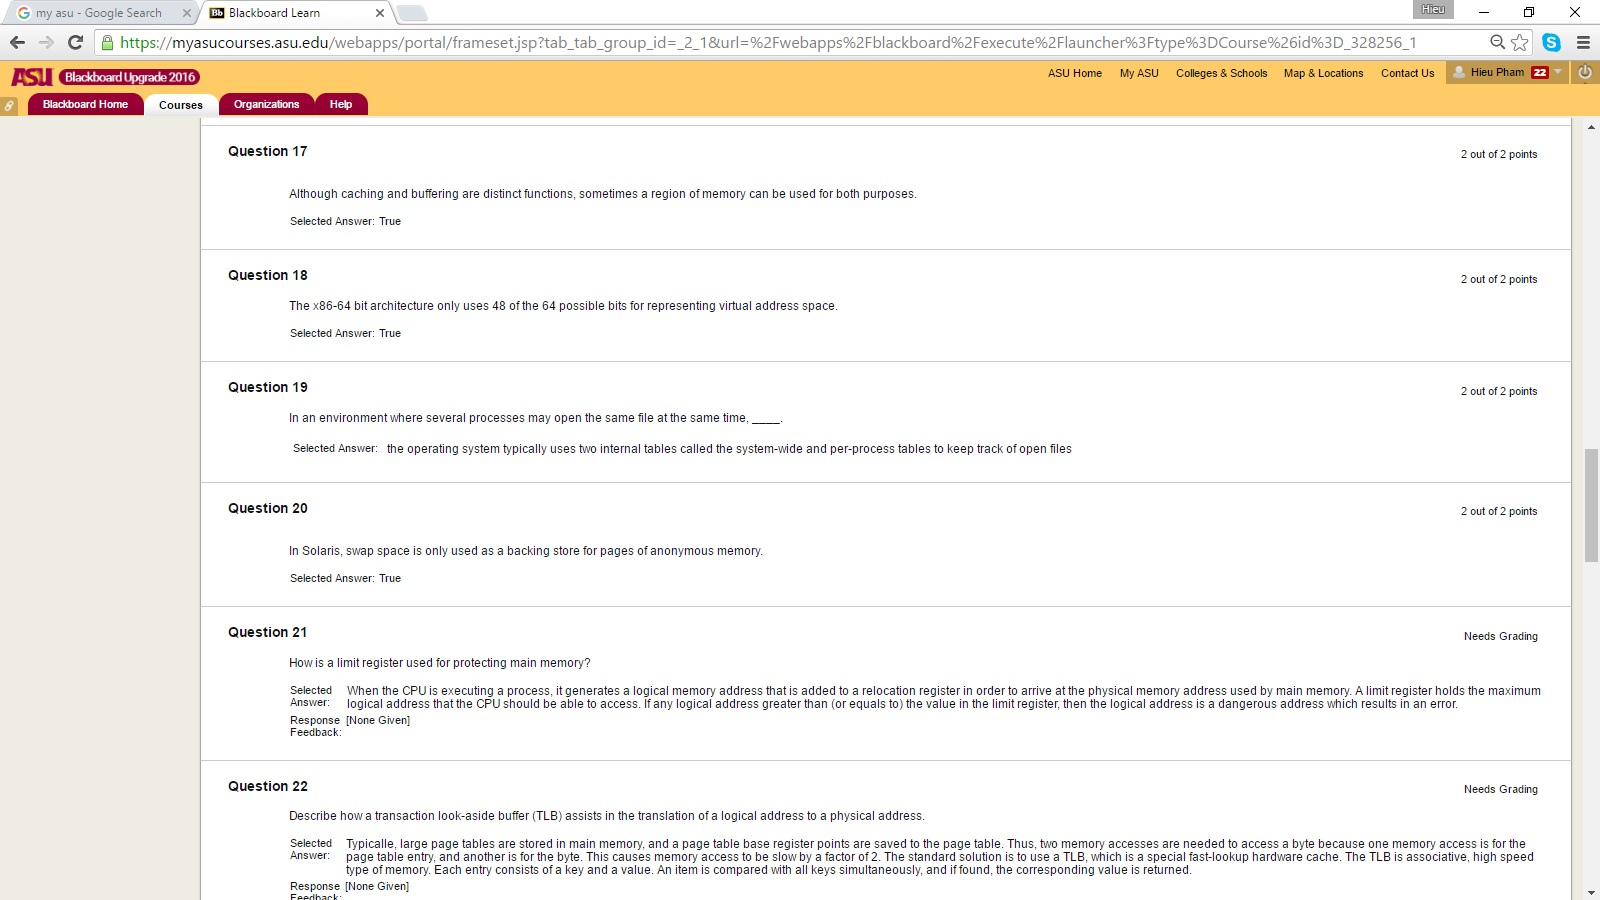 my asu - Google Search
Blackboard Learn
Hieu
https://myasucourses.asu.edu/webapps/portal/frameset.jsp?tab_tab_group_id=_2_1&url=%2Fwebapps%2Fblackboard%2Fexecute%2Flauncher%3Ftype%3DCourse%26id%3D_328256_1
ASU Blackboard Upgrade 2016
ASU Home My ASU Colleges & Schools Map & Locations Contact Us Hieu Pham 22
Blackboard Home Courses Organizations Help
Question 17
2 out of 2 points
Although caching and buffering are distinct functions, sometimes a region of memory can be used for both purposes.
Selected Answer: True
Question 18
2 out of 2 points
The x86-64 bit architecture only uses 48 of the 64 possible bits for representing virtual address space.
Selected Answer: True
Question 19
2 out of 2 points
In an environment where several processes may open the same file at the same time, ____.
Selected Answer: the operating system typically uses two internal tables called the system-wide and per-process tables to keep track of open files
Question 20
2 out of 2 points
In Solaris, swap space is only used as a backing store for pages of anonymous memory.
Selected Answer: True
Question 21
Needs Grading
How is a limit register used for protecting main memory?
Selected Answer: When the CPU is executing a process, it generates a logical memory address that is added to a relocation register in order to arrive at the physical memory address used by main memory. A limit register holds the maximum
logical address that the CPU should be able to access. If any logical address greater than (or equals to) the value in the limit register, then the logical address is a dangerous address which results in an error.
Response Feedback: [None Given]
Question 22
Needs Grading
Describe how a transaction look-aside buffer (TLB) assists in the translation of a logical address to a physical address.
Selected Answer: Typicalle, large page tables are stored in main memory, and a page table base register points are saved to the page table. Thus, two memory accesses are needed to access a byte because one memory access is for the
page table entry, and another is for the byte. This causes memory access to be slow by a factor of 2. The standard solution is to use a TLB, which is a special fast-lookup hardware cache. The TLB is associative, high speed
type of memory. Each entry consists of a key and a value. An item is compared with all keys simultaneously, and if found, the corresponding value is returned.
Response Feedback: [None Given]